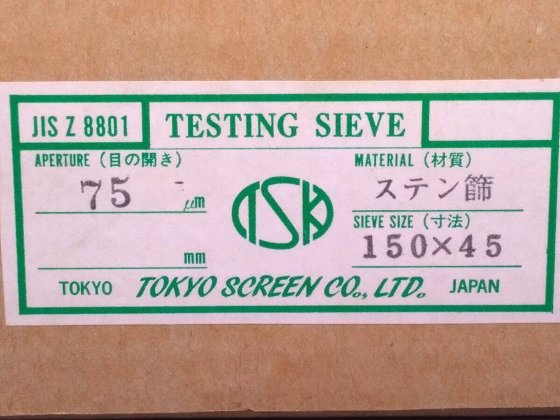 JIS Z 8801
TESTING SIEVE
APERTURE (目の開き)
75 μm
mm
TSK
MATERIAL (材質)
ステン篩
SIEVE SIZE (寸法)
150×45
TOKYO TOKYO SCREEN CO., LTD. JAPAN